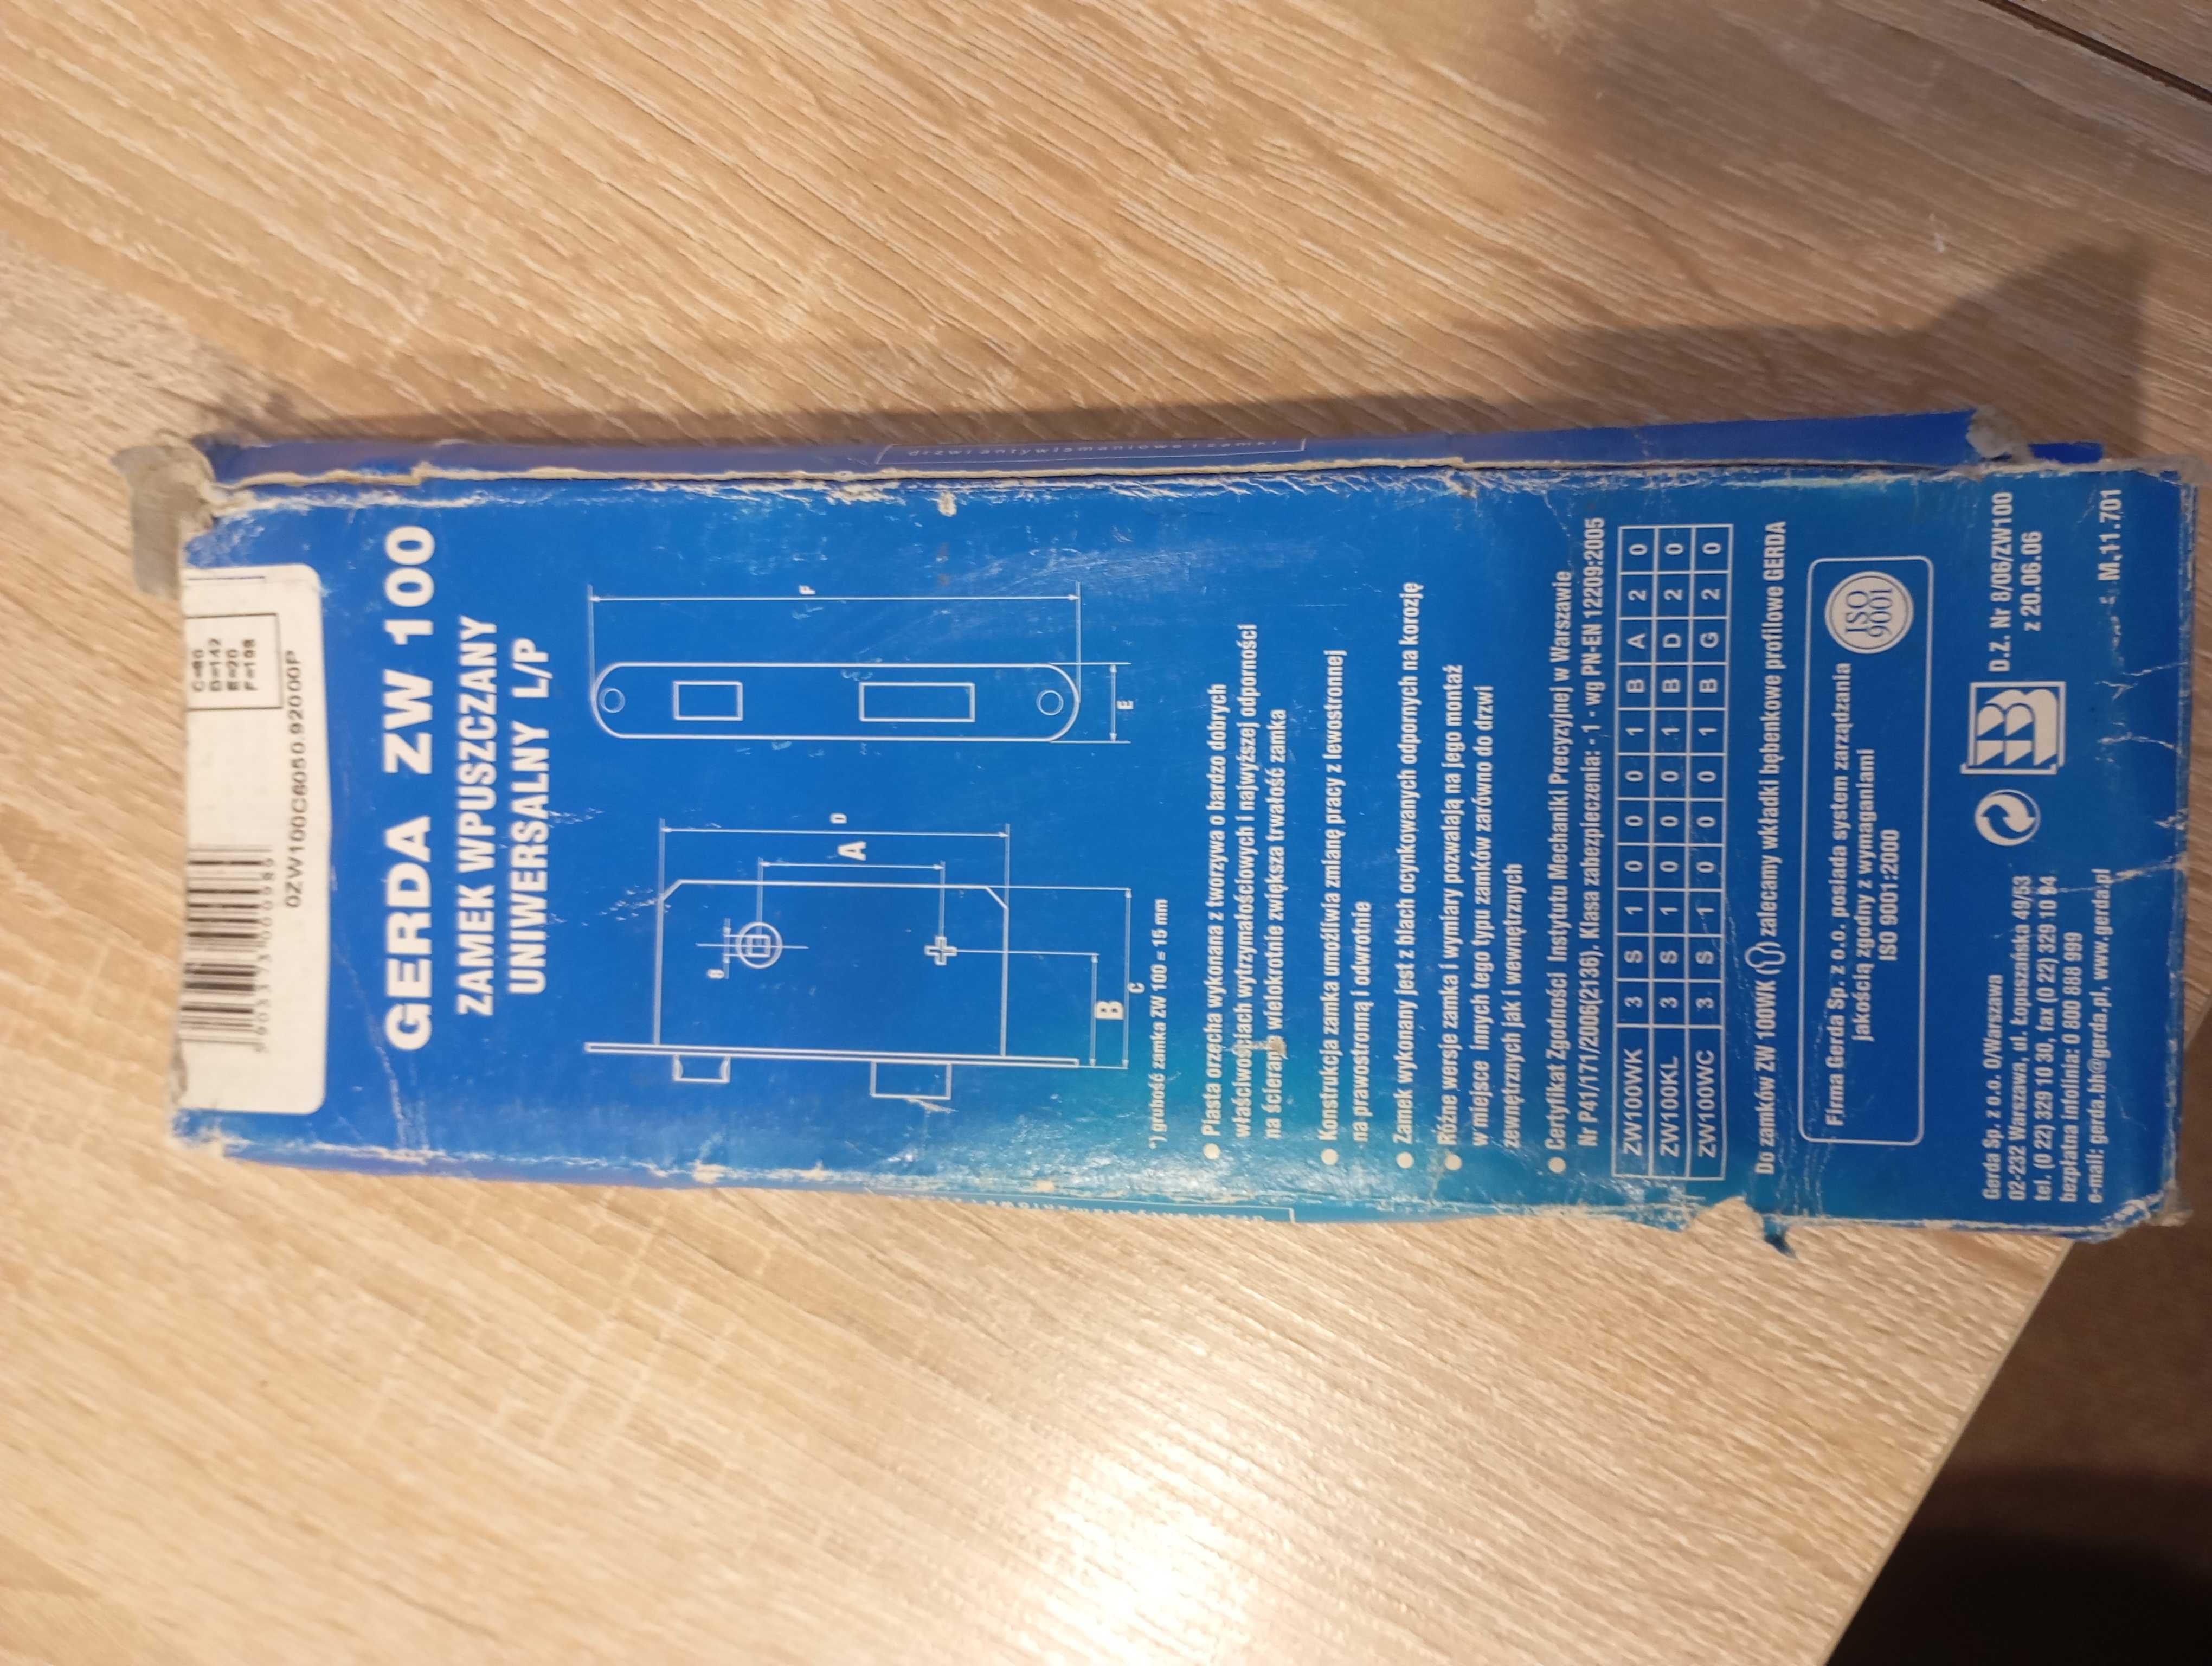 C=80
D=142
E=20
F=198
0ZW100C6050.92000P
GERDA ZW 100
ZAMEK WPUSZCZANY
UNIWERSALNY L/P
8
A
D
B
C
E
F
*) grubość zamka ZW 100 = 15 mm
● Piasta orzecha wykonana z tworzywa o bardzo dobrych
właściwościach wytrzymałościowych i najwyższej odporności
na ścieranie wielokrotnie zwiększa trwałość zamka
● Konstrukcja zamka umożliwia zmianę pracy z lewostronnej
na prawostronną i odwrotnie
● Zamek wykonany jest z blach ocynkowanych odpornych na korozję
● Różne wersje zamka i wymiary pozwalają na jego montaż
w miejsce innych tego typu zamków zarówno do drzwi
zewnętrznych jak i wewnętrznych
● Certyfikat Zgodności Instytutu Mechaniki Precyzyjnej w Warszawie
Nr P41/171/2006(2136). Klasa zabezpieczenia: - 1 - wg PN-EN 12209:2005
ZW100WK 3 S 1 0 0 0 1 B A 2 0
ZW100KL 3 S 1 0 0 0 1 B D 2 0
ZW100WC 3 S 1 0 0 0 1 B G 2 0
Do zamków ZW 100WK zalecamy wkładki bębenkowe profilowe GERDA
Firma Gerda Sp. z o.o. posiada system zarządzania
jakością zgodny z wymaganiami
ISO 9001:2000
ISO
9001
Gerda Sp. z o.o. O/Warszawa
02-232 Warszawa, ul. Łopuszańska 49/53
tel. (0 22) 329 10 30, fax (0 22) 329 10 94
bezpłatna infolinia: 0 800 888 999
e-mail: gerda.bh@gerda.pl, www.gerda.pl
B
D.Z. Nr 8/06/ZW100
z 20.06.06
M.11.701